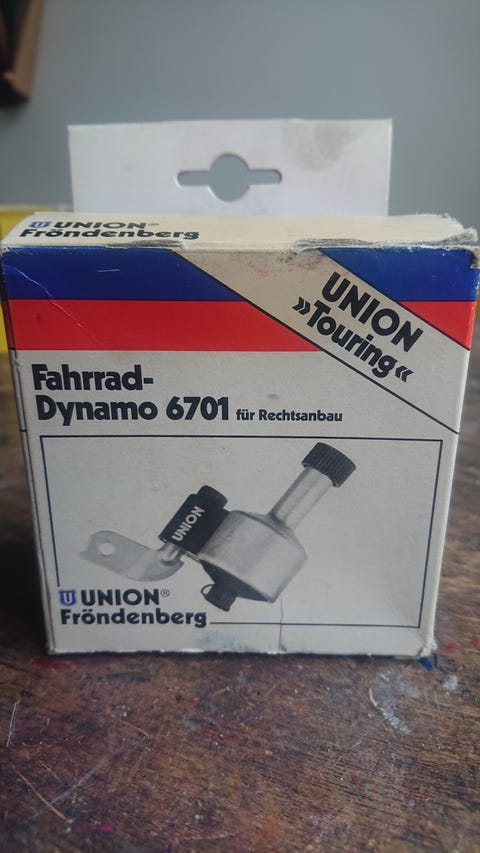 UNION®
Fröndenberg
UNION
»Touring«
Fahrrad-
Dynamo 6701 für Rechtsanbau
UNION
UNION®
Fröndenberg